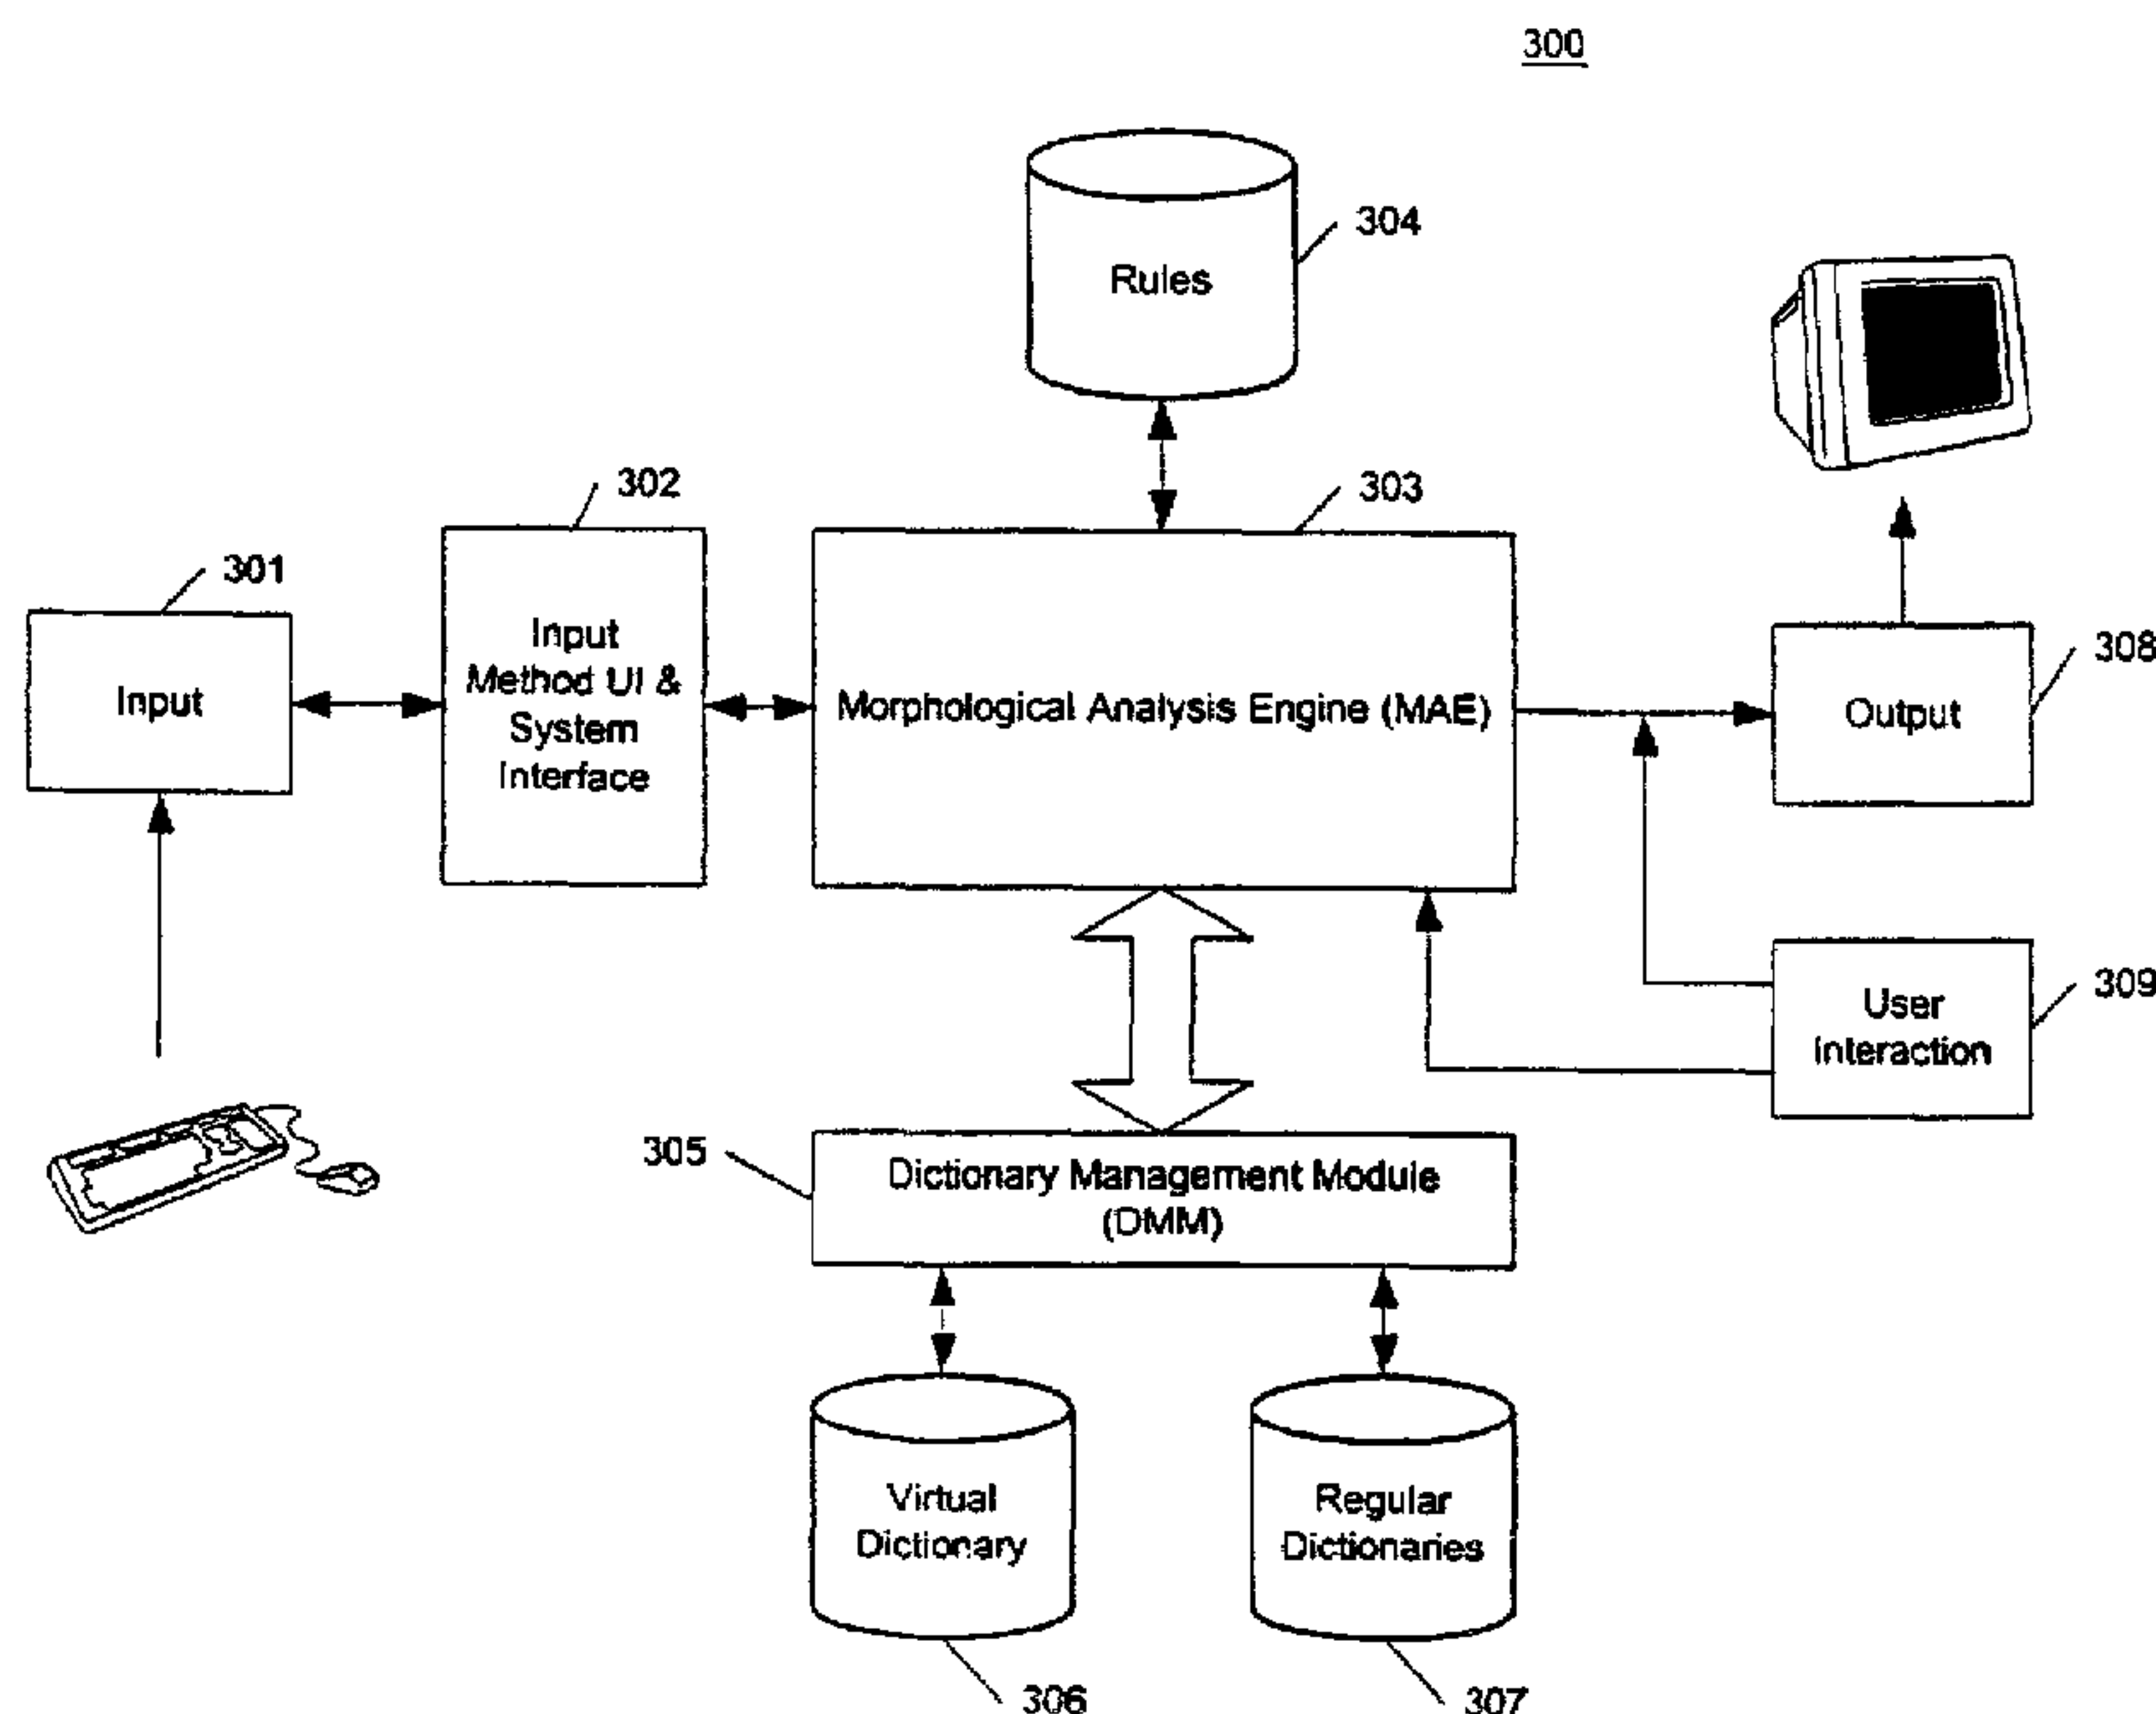 300
304
Rules
302
303
301
Input
Input
Method UI &
System
Interface
Morphological Analysis Engine (MAE)
308
Output
309
User
Interaction
305
Dictionary Management Module
(DMM)
Virtual
Dictionary
Regular
Dictionaries
306
307